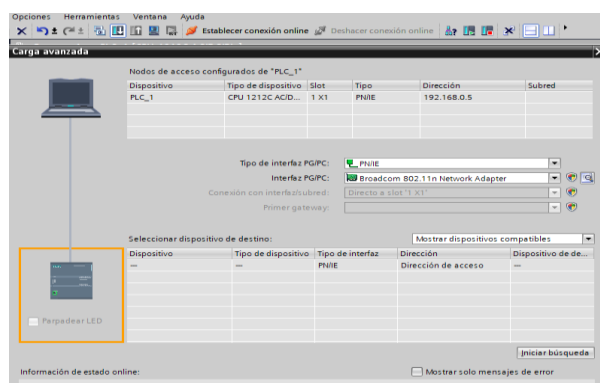 Opciones Herramientas Ventana Ayuda
Establecer conexión online Deshacer conexión online
Carga avanzada
Nodos de acceso configurados de "PLC_1"
Dispositivo Tipo de dispositivo Slot Tipo Dirección Subred
PLC_1 CPU 1212C AC/D... 1 X1 PN/IE 192.168.0.5
Tipo de interfaz PG/PC: PN/IE
Interfaz PG/PC: Broadcom 802.11n Network Adapter
Conexión con interfaz/subred: Directo a slot '1 X1'
Primer gateway:
Seleccionar dispositivo de destino: Mostrar dispositivos compatibles
Dispositivo Tipo de dispositivo Tipo de interfaz Dirección Dispositivo de de...
— — PN/IE Dirección de acceso —
Parpadear LED
Iniciar búsqueda
Información de estado online: Mostrar solo mensajes de error